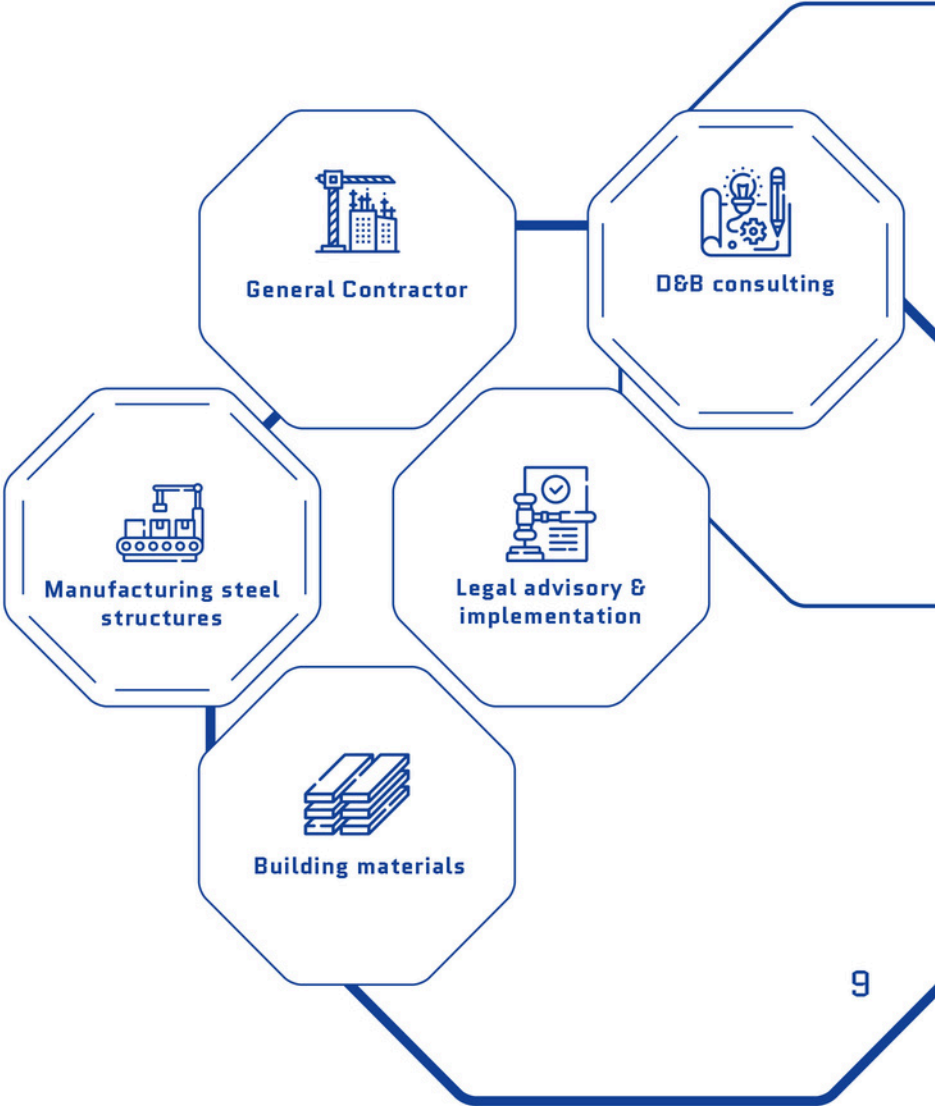 General Contractor
D&B consulting
Manufacturing steel
structures
Legal advisory &
implementation
Building materials
9